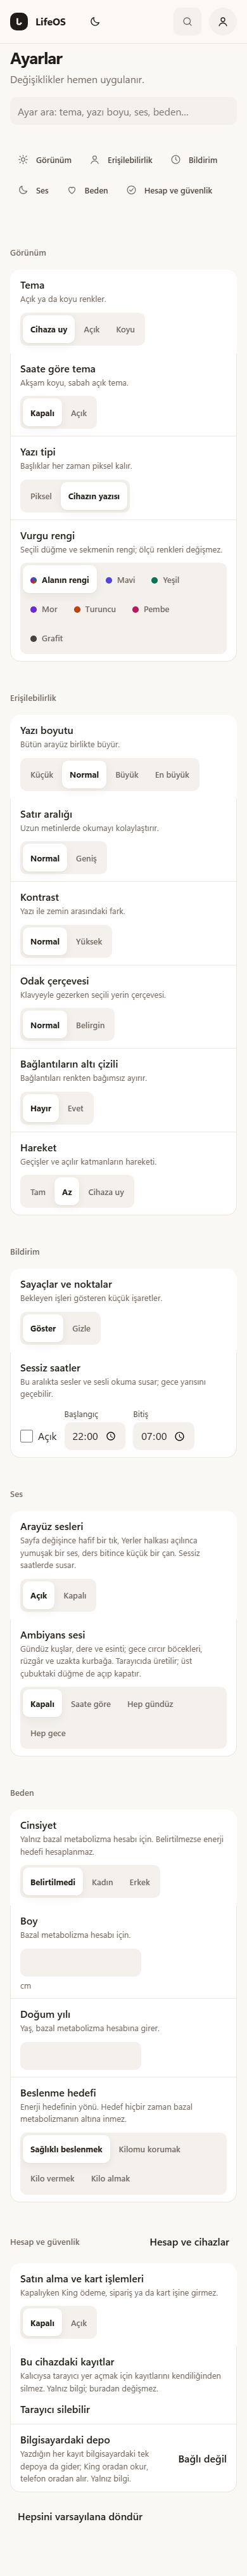 LifeOS
Ayarlar
Değişiklikler hemen uygulanır.
Ayar ara: tema, yazı boyu, ses, beden...
Görünüm
Erişilebilirlik
Bildirim
Ses
Beden
Hesap ve güvenlik
Görünüm
Tema
Açık ya da koyu renkler.
Cihaza uy
Açık
Koyu
Saate göre tema
Akşam koyu, sabah açık tema.
Kapalı
Açık
Yazı tipi
Başlıklar her zaman piksel kalır.
Piksel
Cihazın yazısı
Vurgu rengi
Seçili düğme ve sekmenin rengi; ölçü renkleri değişmez.
Alanın rengi
Mavi
Yeşil
Mor
Turuncu
Pembe
Grafit
Erişilebilirlik
Yazı boyutu
Bütün arayüz birlikte büyür.
Küçük
Normal
Büyük
En büyük
Satır aralığı
Uzun metinlerde okumayı kolaylaştırır.
Normal
Geniş
Kontrast
Yazı ile zemin arasındaki fark.
Normal
Yüksek
Odak çerçevesi
Klavyeyle gezerken seçili yerin çerçevesi.
Normal
Belirgin
Bağlantıların altı çizili
Bağlantıları renkten bağımsız ayırır.
Hayır
Evet
Hareket
Geçişler ve açılır katmanların hareketi.
Tam
Az
Cihaza uy
Bildirim
Sayaçlar ve noktalar
Bekleyen işleri gösteren küçük işaretler.
Göster
Gizle
Sessiz saatler
Bu aralıkta sesler ve sesli okuma susar; gece yarısını
geçebilir.
Başlangıç
Bitiş
Açık
22:00
07:00
Ses
Arayüz sesleri
Sayfa değişince hafif bir tık, Yerler halkası açılınca
yumuşak bir ses, ders bitince küçük bir çan. Sessiz
saatlerde susar.
Açık
Kapalı
Ambiyans sesi
Gündüz kuşlar, dere ve esinti; gece cırcır böcekleri,
rüzgâr ve uzakta kurbağa. Tarayıcıda üretilir; üst
çubuktaki düğme de açıp kapatır.
Kapalı
Saate göre
Hep gündüz
Hep gece
Beden
Cinsiyet
Yalnız bazal metabolizma hesabı için. Belirtilmezse enerji
hedefi hesaplanmaz.
Belirtilmedi
Kadın
Erkek
Boy
Bazal metabolizma hesabı için.
cm
Doğum yılı
Yaş, bazal metabolizma hesabına girer.
Beslenme hedefi
Enerji hedefinin yönü. Hedef hiçbir zaman bazal
metabolizmanın altına inmez.
Sağlıklı beslenmek
Kilomu korumak
Kilo vermek
Kilo almak
Hesap ve güvenlik
Hesap ve cihazlar
Satın alma ve kart işlemleri
Kapalıyken King ödeme, sipariş ya da kart işine girmez.
Kapalı
Açık
Bu cihazdaki kayıtlar
Kalıcıysa tarayıcı yer açmak için kayıtlarını kendiliğinden
silmez. Yalnız bilgi; buradan değişmez.
Tarayıcı silebilir
Bilgisayardaki depo
Yazdığın her kayıt bilgisayardaki tek
depoya da gider; King oradan okur,
telefon oradan alır. Yalnız bilgi.
Bağlı değil
Hepsini varsayılana döndür